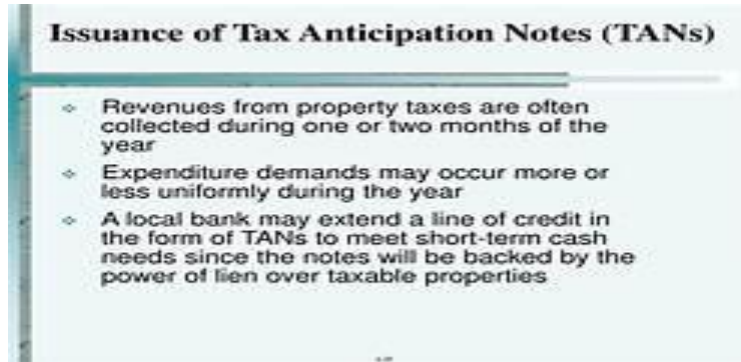 Issuance of Tax Anticipation Notes (TANs)
Revenues from property taxes are often
collected during one or two months of the
year
Expenditure demands may occur more or
less uniformly during the year
A local bank may extend a line of credit in
the form of TANs to meet short-term cash
needs since the notes will be backed by the
power of lien over taxable properties